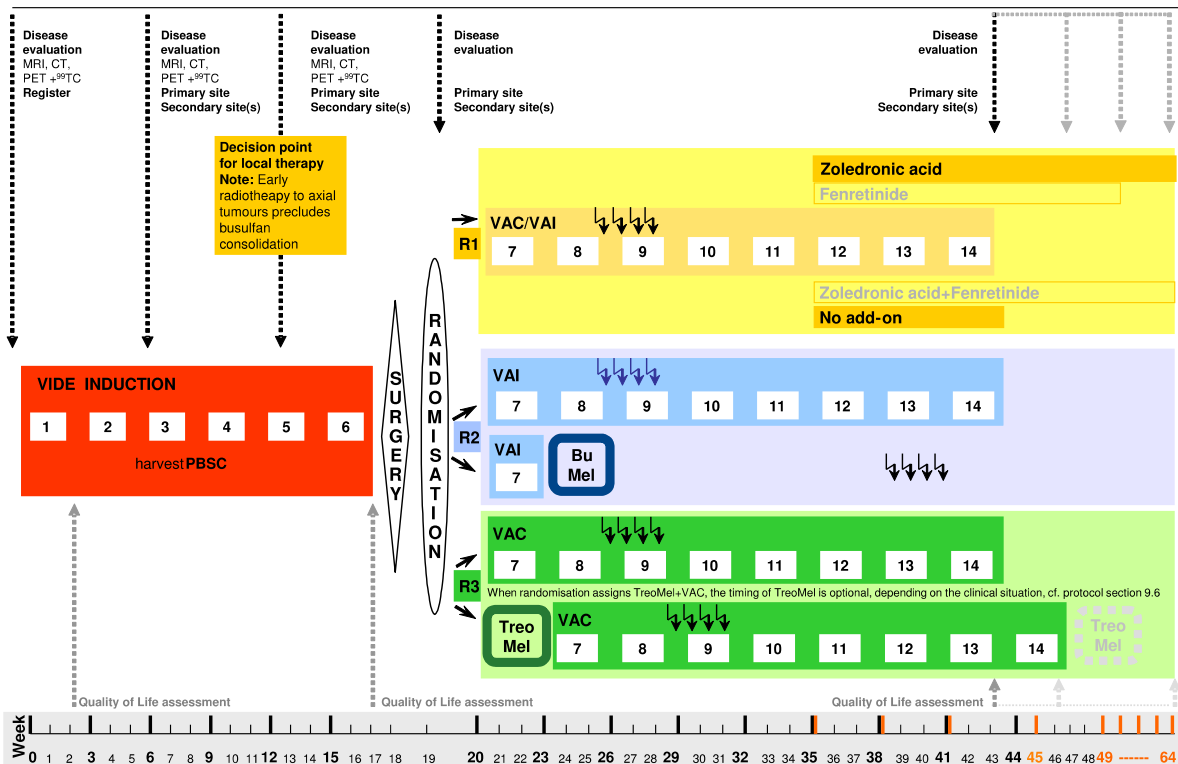 Disease
evaluation
MRI, CT,
PET +99TC
Register
Disease
evaluation
MRI, CT,
PET +99TC
Primary site
Secondary site(s)
Disease
evaluation
MRI, CT,
PET +99TC
Primary site
Secondary site(s)
Disease
evaluation
Primary site
Secondary site(s)
Disease
evaluation
Primary site
Secondary site(s)
Decision point
for local therapy
Note: Early
radiotheapy to axial
tumours precludes
busulfan
consolidation
Zoledronic acid
Fenretinide
R1
VAC/VAI
7 8 9 10 11 12 13 14
Zoledronic acid+Fenretinide
No add-on
VIDE INDUCTION
1 2 3 4 5 6
harvest PBSC
SURGERY
RANDOMISATION
R2
VAI
7 8 9 10 11 12 13 14
VAI
7
Bu
Mel
R3
VAC
7 8 9 10 11 12 13 14
When randomisation assigns TreoMel+VAC, the timing of TreoMel is optional, depending on the clinical situation, cf. protocol section 9.6
Treo
Mel
VAC
7 8 9 10 11 12 13 14
Treo
Mel
Quality of Life assessment
Quality of Life assessment
Quality of Life assessment
Week
0 1 2 3 4 5 6 7 8 9 10 11 12 13 14 15 16 17 18 19 20 21 22 23 24 25 26 27 28 29 30 31 32 33 34 35 36 37 38 39 40 41 42 43 44 45 46 47 48 49 ------ 64